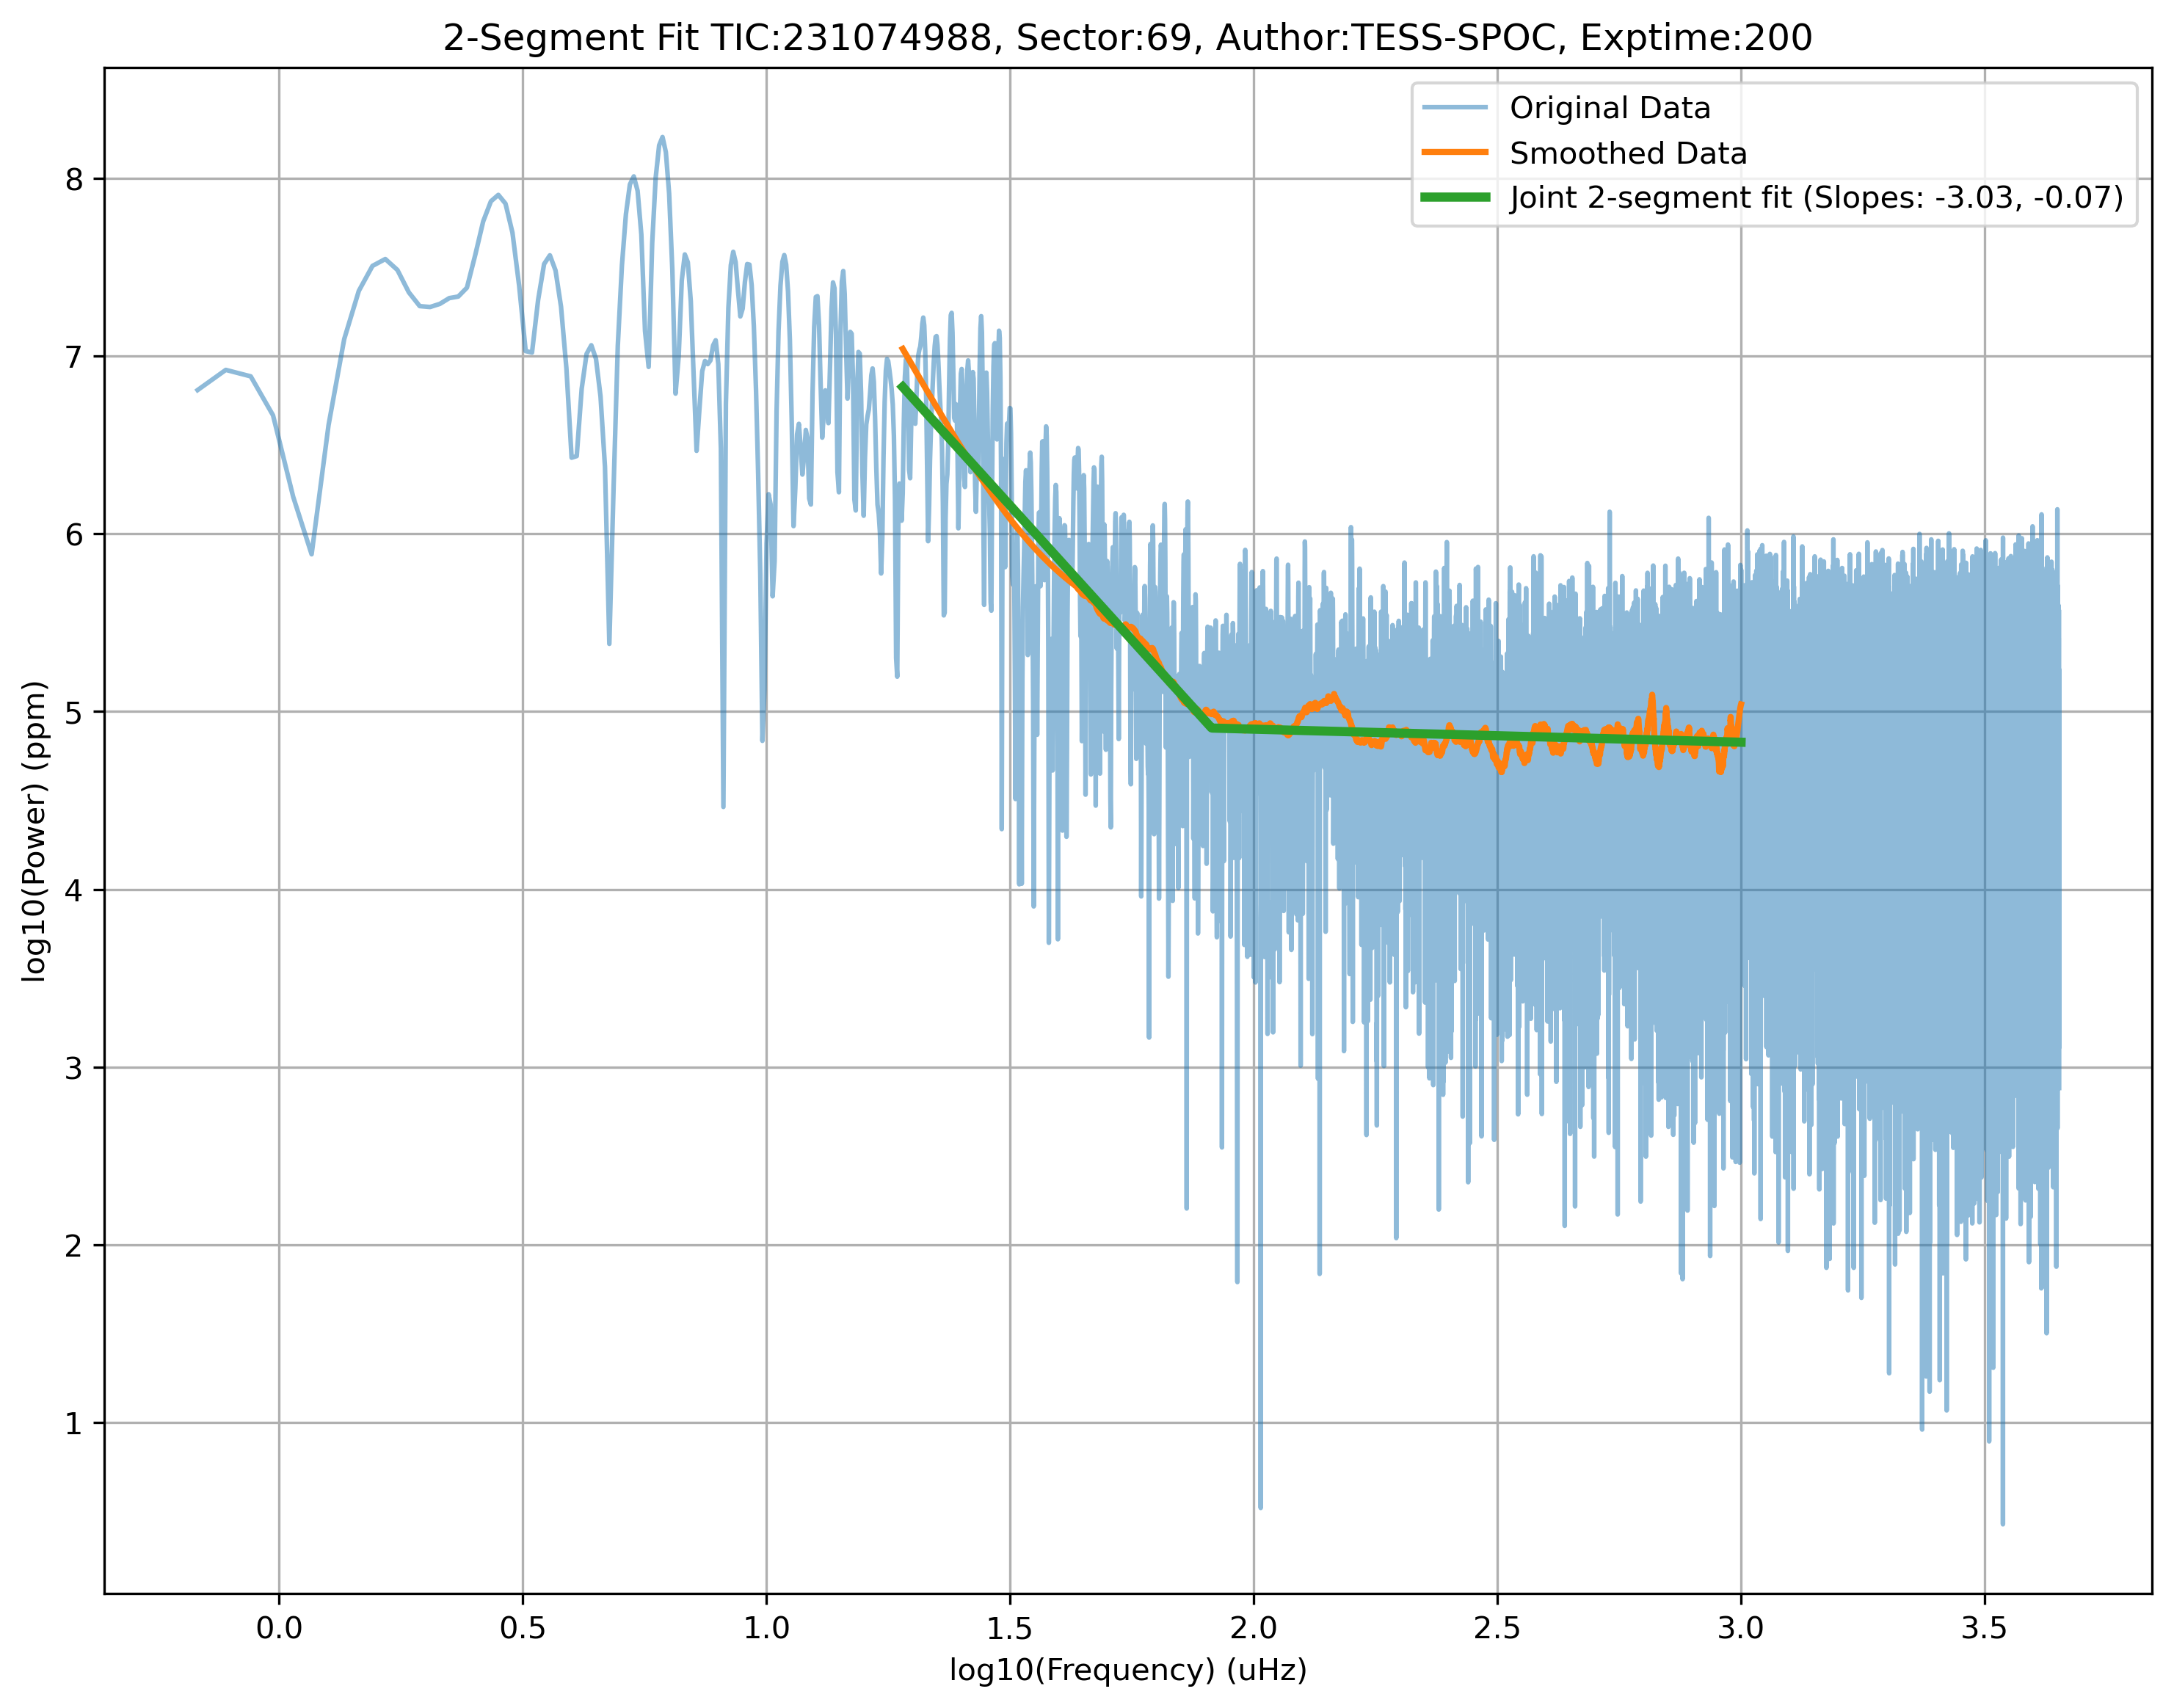 2-Segment Fit TIC:231074988, Sector:69, Author:TESS-SPOC, Exptime:200
Original Data
Smoothed Data
Joint 2-segment fit (Slopes: -3.03, -0.07)
log10(Power) (ppm)
8
7
6
5
4
3
2
1
0.0 0.5 1.0 1.5 2.0 2.5 3.0 3.5
log10(Frequency) (uHz)